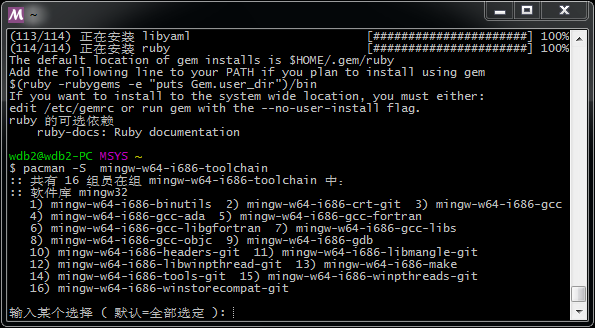 ~
(113/114) 正在安装 libyaml [######################] 100%
(114/114) 正在安装 ruby [######################] 100%
The default location of gem installs is $HOME/.gem/ruby
Add the following line to your PATH if you plan to install using gem
$(ruby -rubygems -e "puts Gem.user_dir")/bin
If you want to install to the system wide location, you must either:
edit /etc/gemrc or run gem with the --no-user-install flag.
ruby 的可选依赖
ruby-docs: Ruby documentation
wdb2@wdb2-PC MSYS ~
$ pacman -S  mingw-w64-i686-toolchain
:: 共有 16 组员在组 mingw-w64-i686-toolchain 中:
:: 软件库 mingw32
1) mingw-w64-i686-binutils  2) mingw-w64-i686-crt-git  3) mingw-w64-i686-gcc
4) mingw-w64-i686-gcc-ada  5) mingw-w64-i686-gcc-fortran
6) mingw-w64-i686-gcc-libgfortran  7) mingw-w64-i686-gcc-libs
8) mingw-w64-i686-gcc-objc  9) mingw-w64-i686-gdb
10) mingw-w64-i686-headers-git  11) mingw-w64-i686-libmangle-git
12) mingw-w64-i686-libwinpthread-git  13) mingw-w64-i686-make
14) mingw-w64-i686-tools-git  15) mingw-w64-i686-winpthreads-git
16) mingw-w64-i686-winstorecompat-git
输入某个选择 ( 默认=全部选定 ):